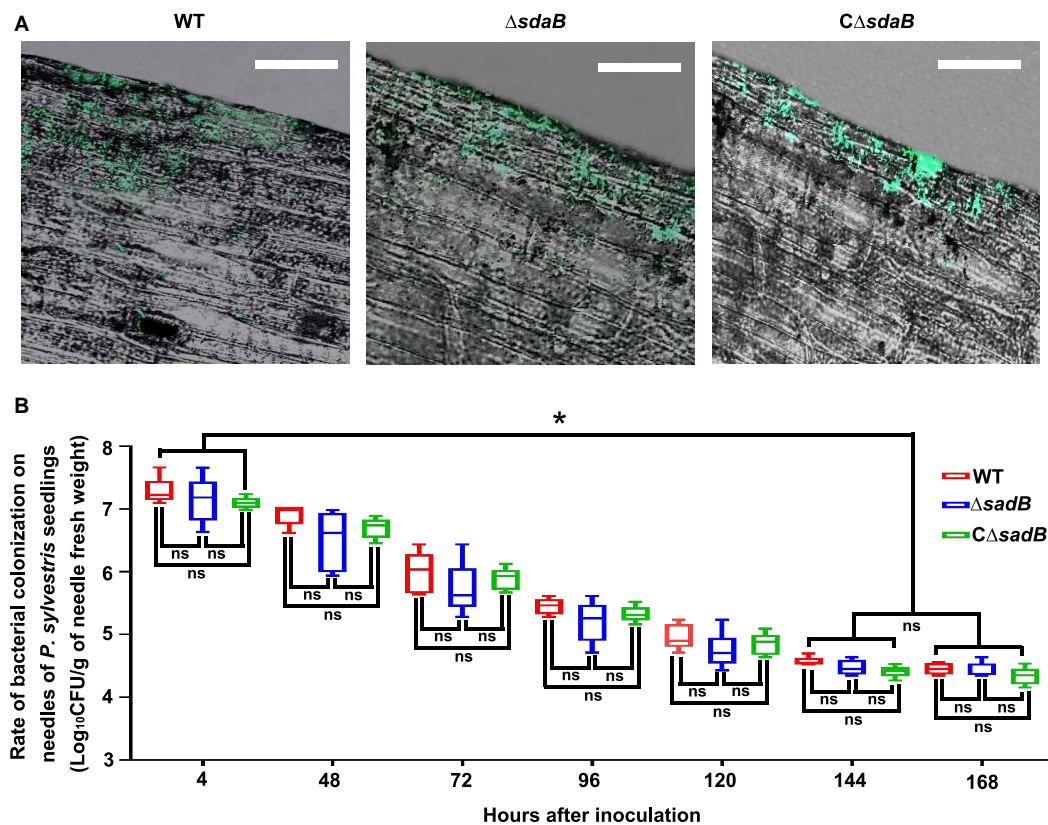 A
WT
ΔsdaB
CΔsdaB
B
Rate of bacterial colonization on
needles of P. sylvestris seedlings
(Log₁₀CFU/g of needle fresh weight)
8
7
6
5
4
3
*
WT
ΔsadB
CΔsadB
ns
ns ns
ns
ns ns
ns
ns ns
ns
ns ns
ns
ns ns
ns
ns ns
ns
ns ns
ns
4 48 72 96 120 144 168
Hours after inoculation